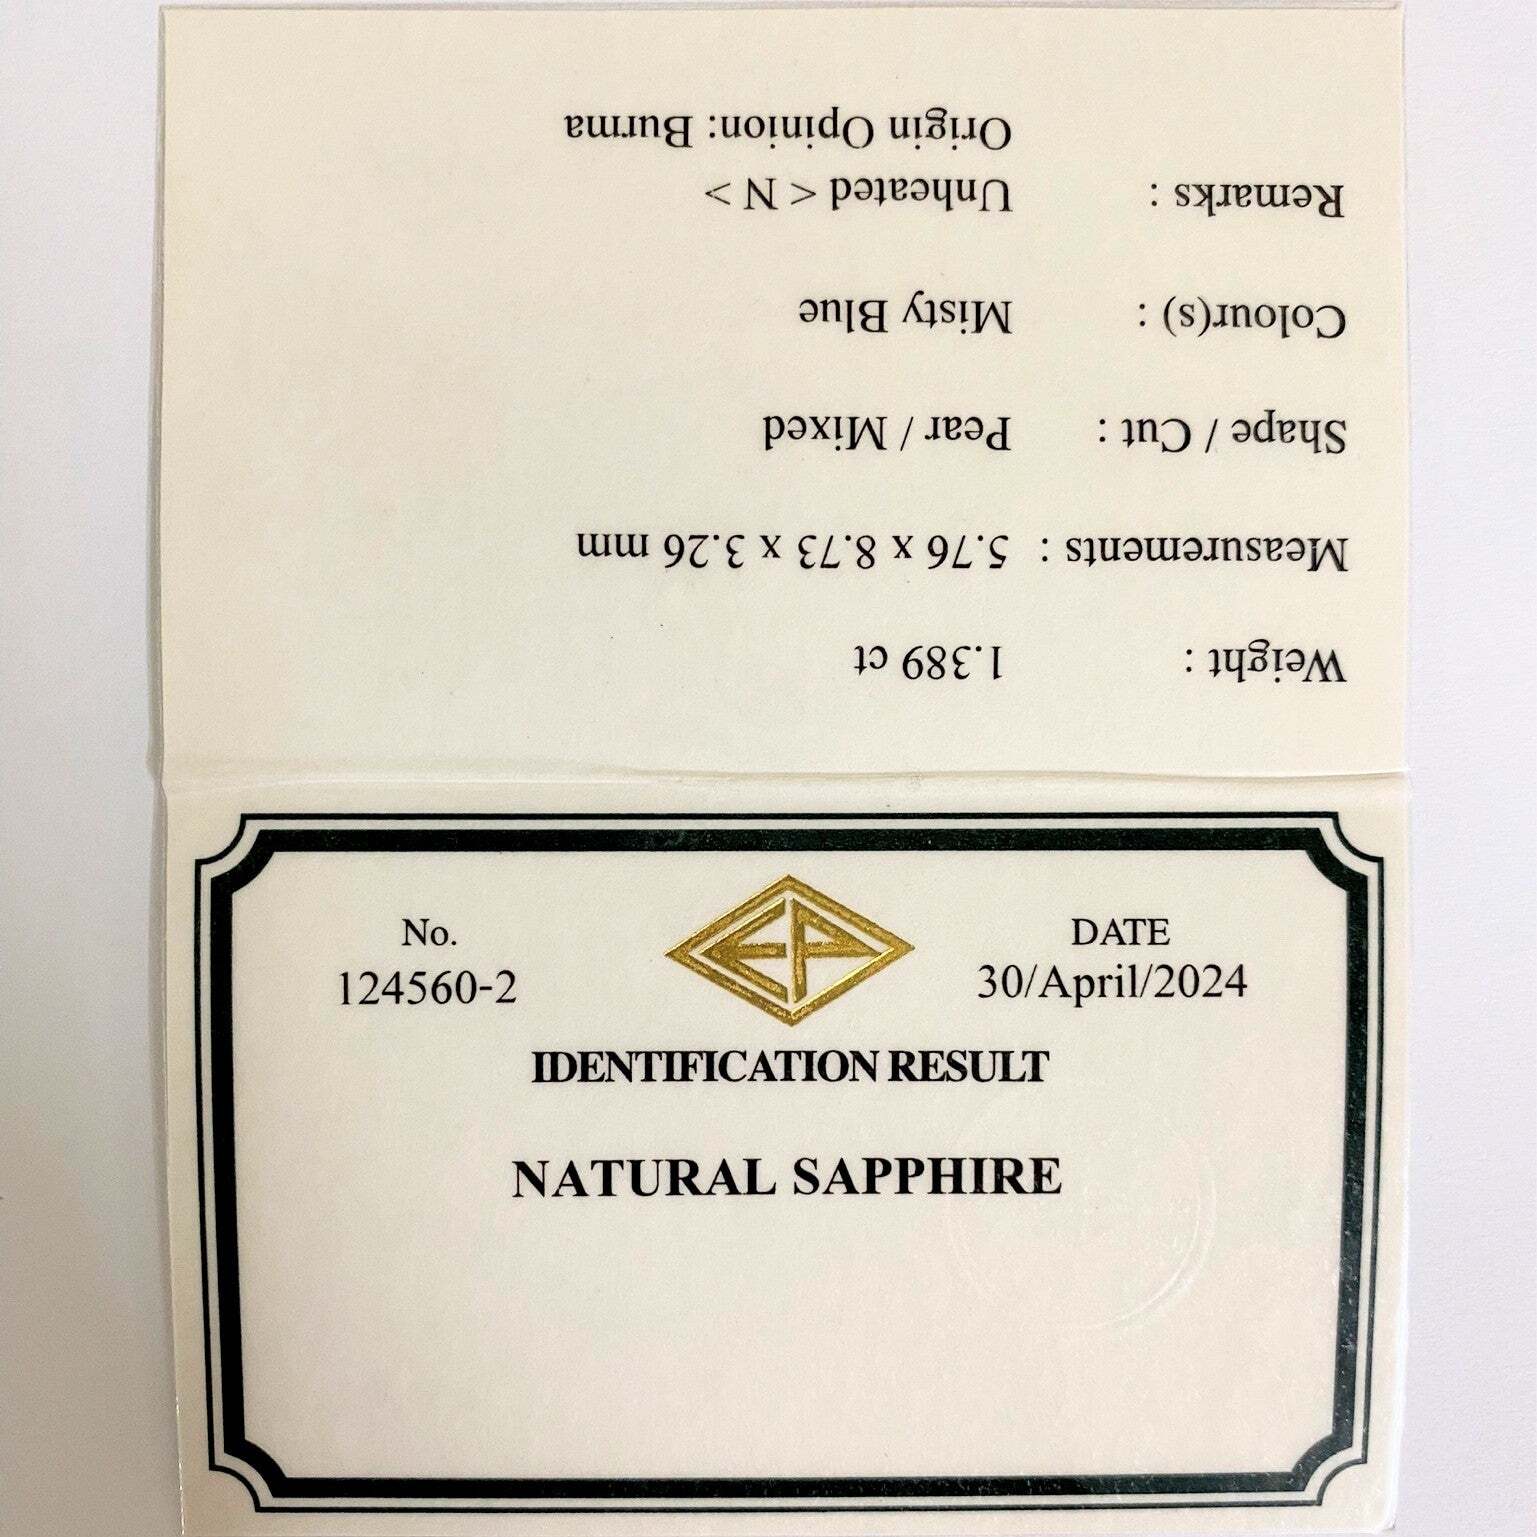 No.
124560-2
EP
DATE
30/April/2024
IDENTIFICATION RESULT
NATURAL SAPPHIRE
Weight : 1.389 ct
Measurements : 5.76 x 8.73 x 3.26 mm
Shape / Cut : Pear / Mixed
Colour(s) : Misty Blue
Remarks : Unheated < N >
Origin Opinion: Burma